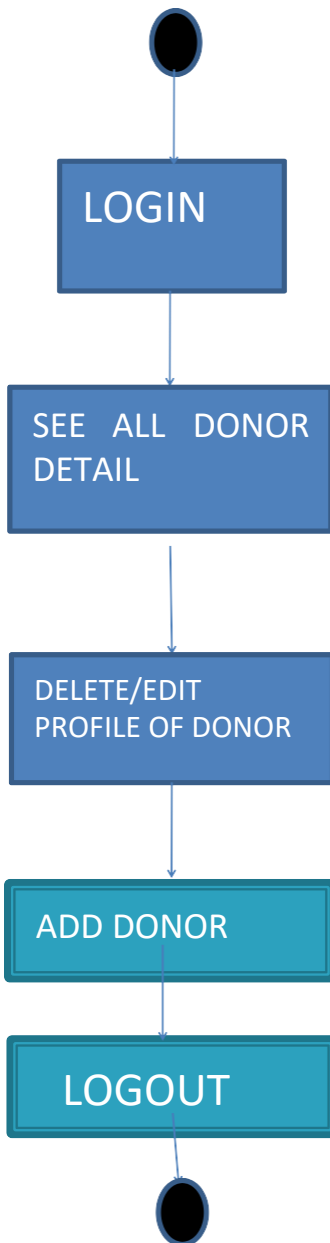 LOGIN
SEE ALL DONOR
DETAIL
DELETE/EDIT
PROFILE OF DONOR
ADD DONOR
LOGOUT